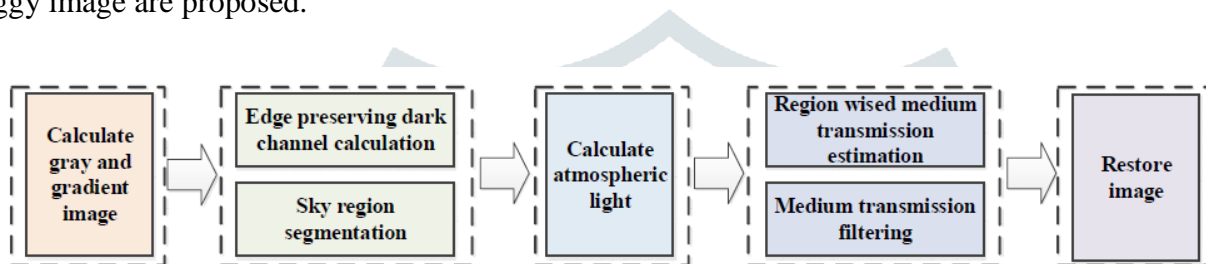 ggy image are proposed.
Calculate
gray and
gradient
image
Edge preserving dark
channel calculation
Sky region
segmentation
Calculate
atmospheric
light
Region wised medium
transmission
estimation
Medium transmission
filtering
Restore
image